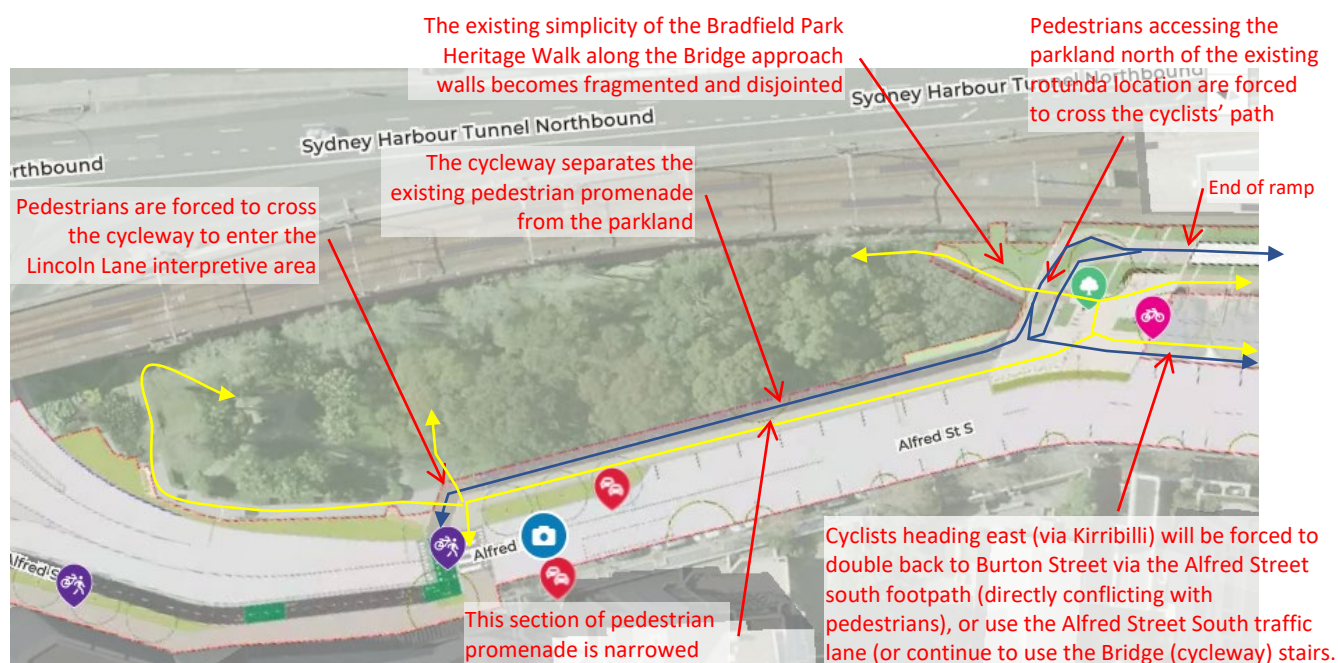 The existing simplicity of the Bradfield Park
Heritage Walk along the Bridge approach
walls becomes fragmented and disjointed
Pedestrians accessing the
parkland north of the existing
rotunda location are forced
to cross the cyclists’ path
Sydney Harbour Tunnel Northbound
Sydney Harbour Tunnel Northbound
rthbound
The cycleway separates the
existing pedestrian promenade
from the parkland
End of ramp
Pedestrians are forced to cross
the cycleway to enter the
Lincoln Lane interpretive area
Alfred St S
Alfred
Alfred S
This section of pedestrian
promenade is narrowed
Cyclists heading east (via Kirribilli) will be forced to
double back to Burton Street via the Alfred Street
south footpath (directly conflicting with
pedestrians), or use the Alfred Street South traffic
lane (or continue to use the Bridge (cycleway) stairs.